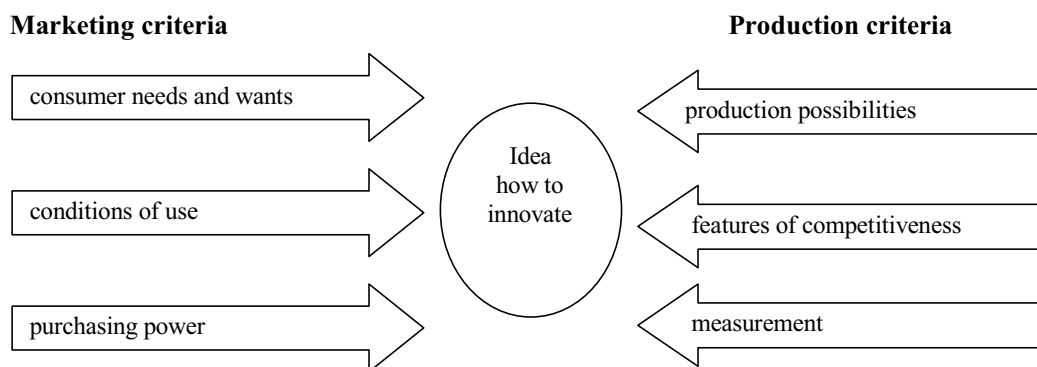 Marketing criteria
Production criteria
consumer needs and wants
production possibilities
Idea
how to
innovate
conditions of use
features of competitiveness
purchasing power
measurement